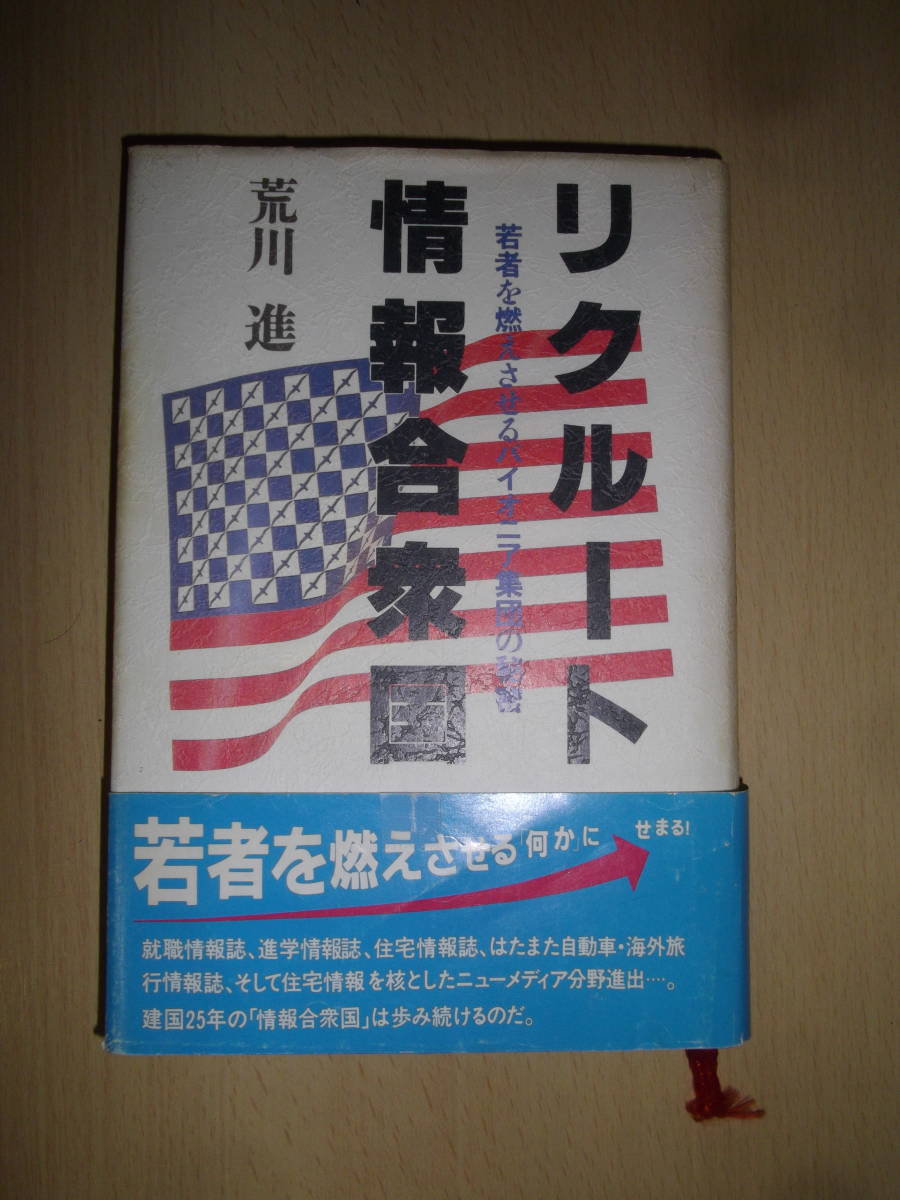 リクルート
若者を燃えさせるパイオニア集団の秘密
情報合衆国
荒川 進
若者を燃えさせる「何か」に せまる!
就職情報誌、進学情報誌、住宅情報誌、はたまた自動車・海外旅
行情報誌、そして住宅情報を核としたニューメディア分野進出…。
建国25年の「情報合衆国」は歩み続けるのだ。